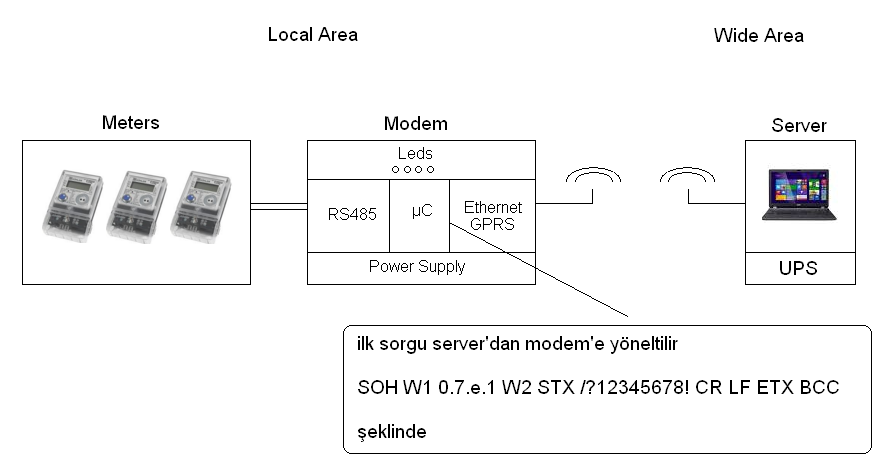 Local Area
Wide Area
Meters
Modem
Server
Leds
RS485
µC
Ethernet
GPRS
Power Supply
UPS
ilk sorgu server'dan modem'e yöneltilir
SOH W1 0.7.e.1 W2 STX /?12345678! CR LF ETX BCC
şeklinde